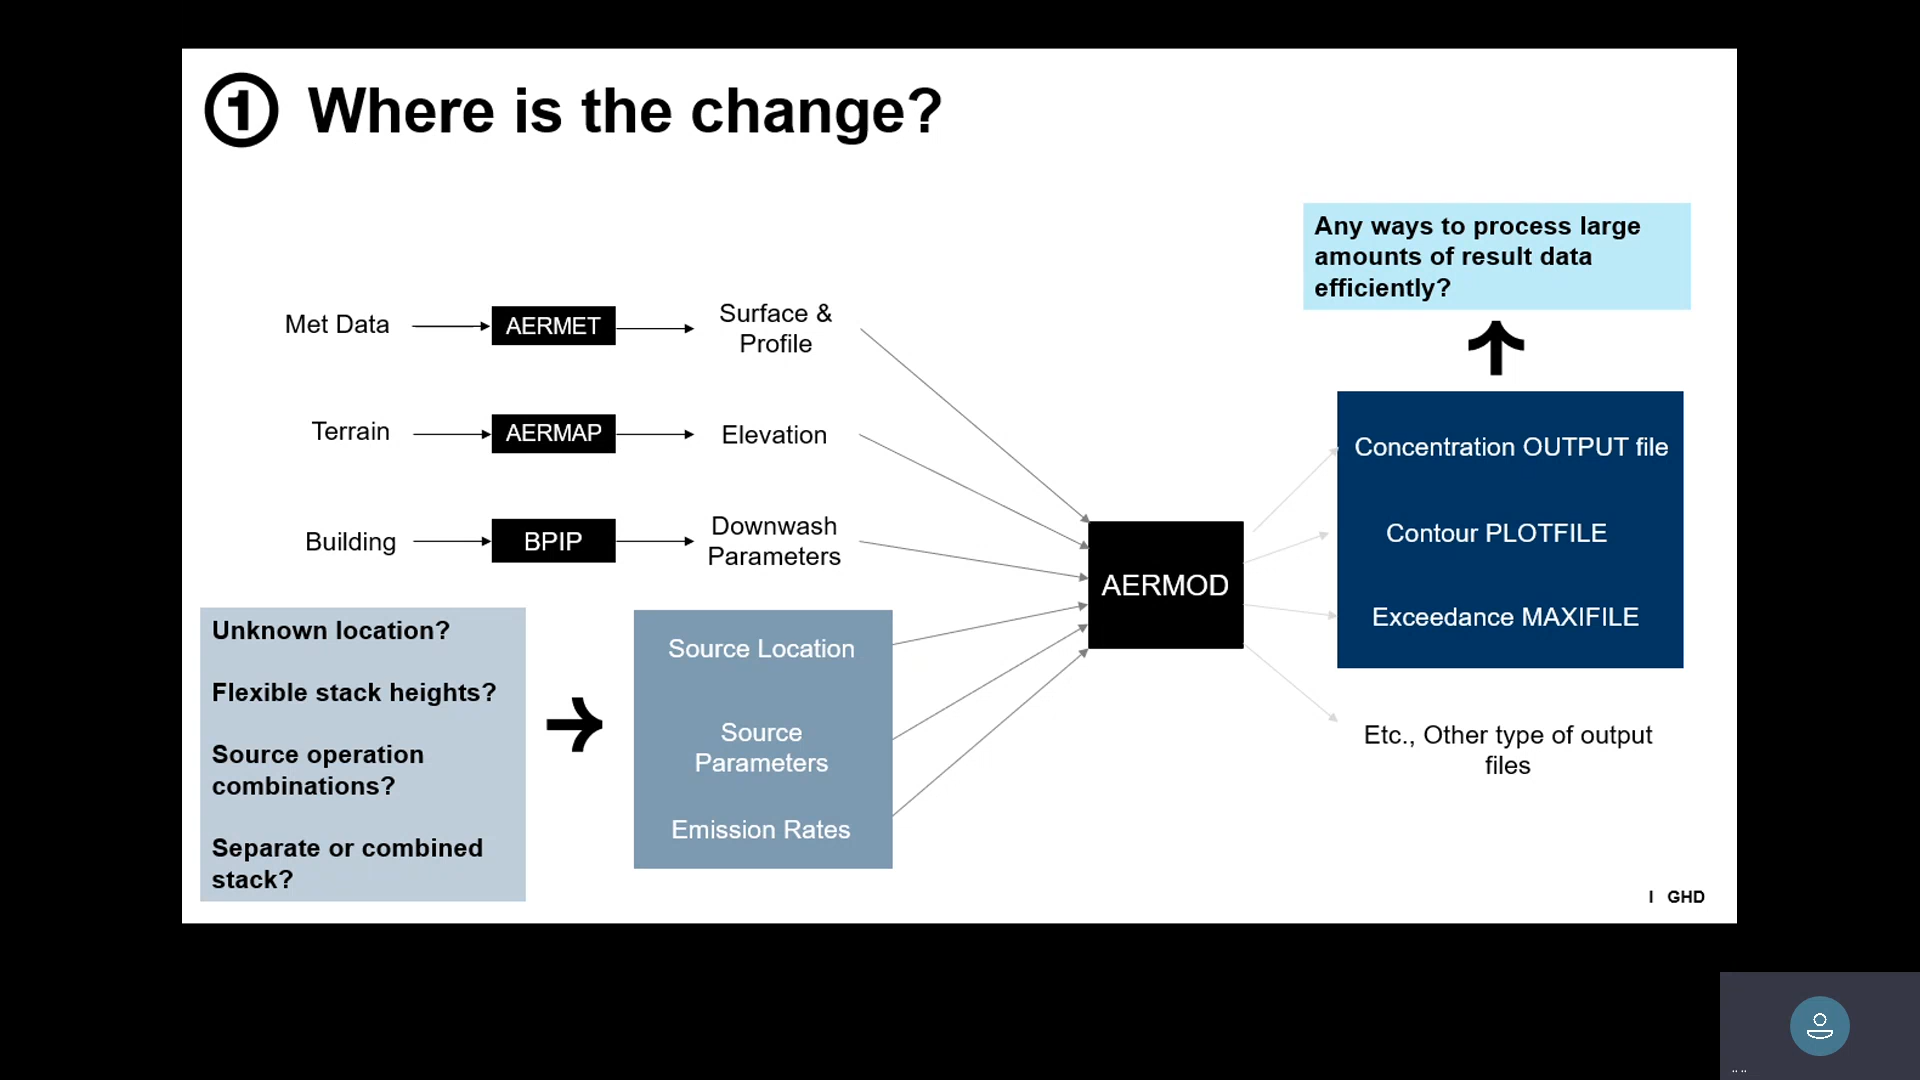 1 Where is the change?
Any ways to process large
amounts of result data
efficiently?
Met Data
AERMET
Surface &
Profile
Terrain
AERMAP
Elevation
Building
BPIP
Downwash
Parameters
AERMOD
Concentration OUTPUT file
Contour PLOTFILE
Exceedance MAXIFILE
Etc., Other type of output
files
Unknown location?
Flexible stack heights?
Source operation
combinations?
Separate or combined
stack?
Source Location
Source
Parameters
Emission Rates
I GHD